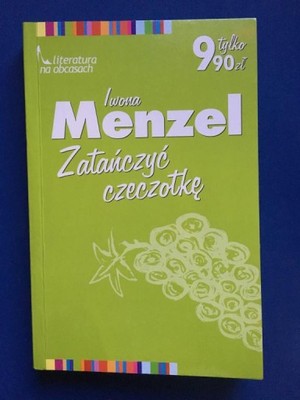 literatura
na obcasach
tylko
9 90 zł
Iwona
Menzel
Zatańczyć
czeczotkę